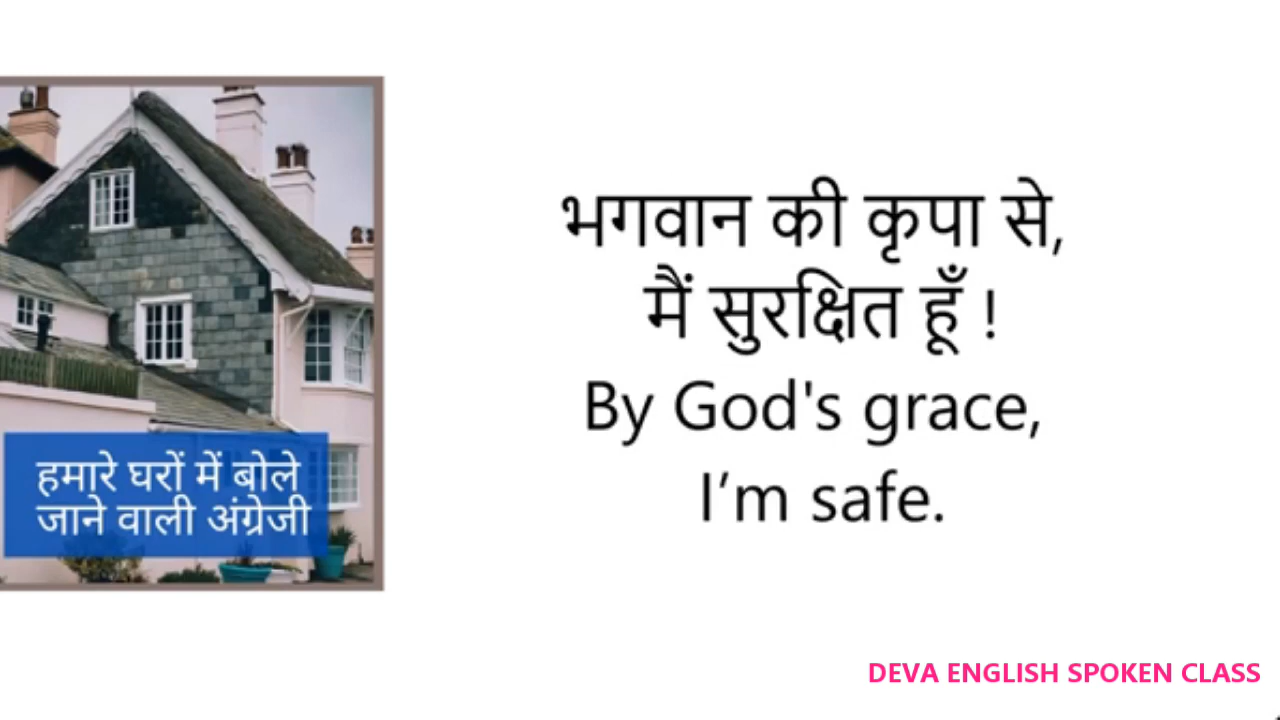 हमारे घरों में बोले
जाने वाली अंग्रेजी
भगवान की कृपा से,
मैं सुरक्षित हूँ !
By God's grace,
I’m safe.
DEVA ENGLISH SPOKEN CLASS